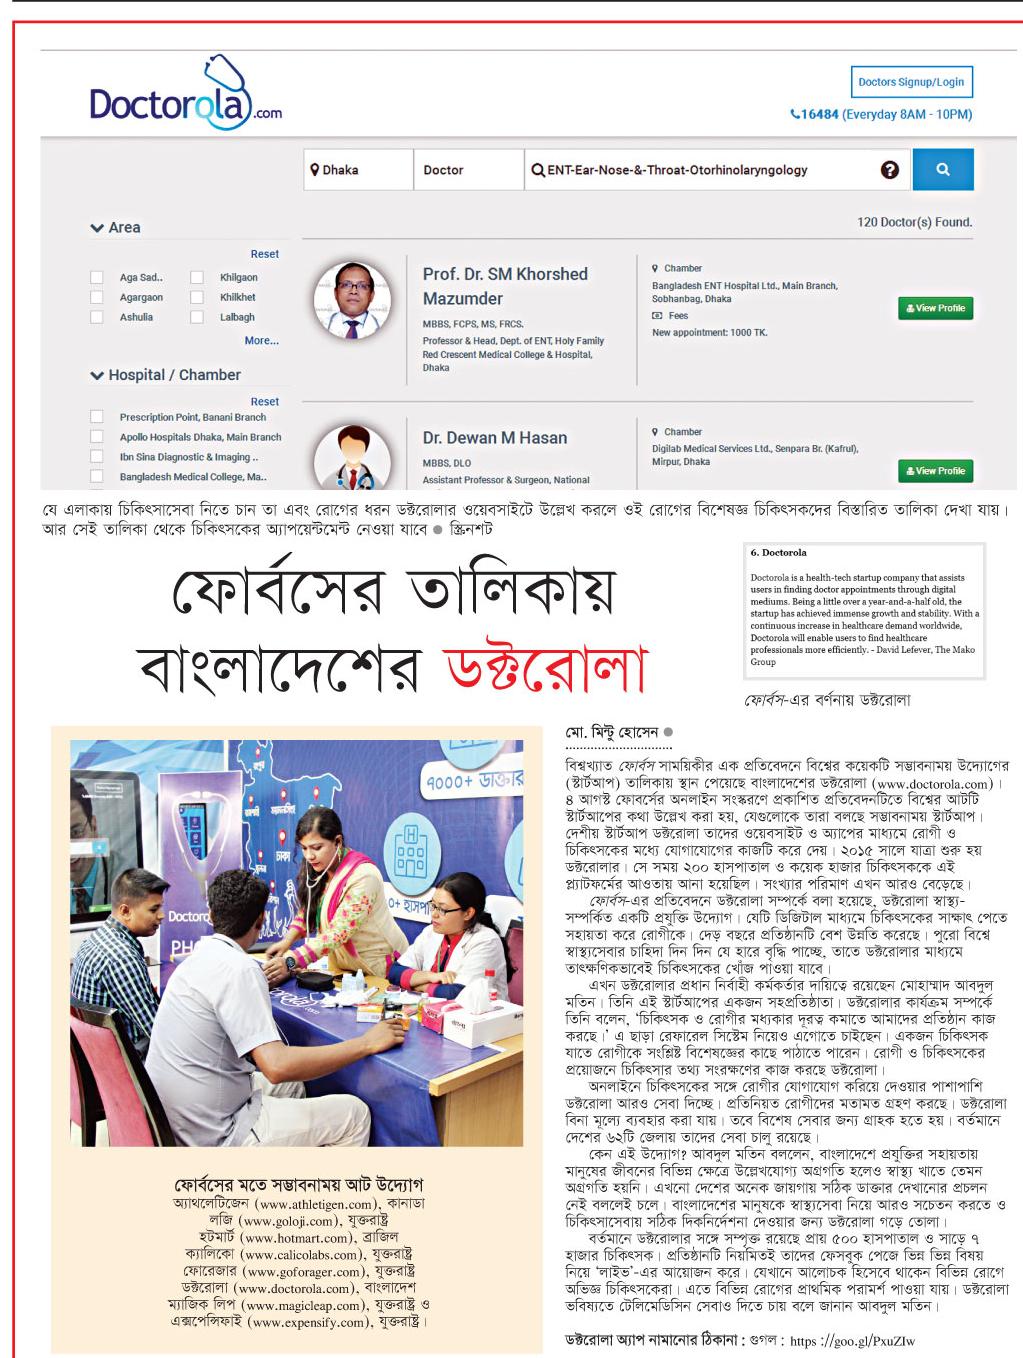 Doctorola.com
Doctors Signup/Login
16484 (Everyday 8AM - 10PM)
Dhaka
Doctor
ENT-Ear-Nose-&-Throat-Otorhinolaryngology
120 Doctor(s) Found.
Area
Reset
Aga Sad.. Khilgaon
Agargaon Khilkhet
Ashulia Lalbagh
More...
Hospital / Chamber
Reset
Prescription Point, Banani Branch
Apollo Hospitals Dhaka, Main Branch
Ibn Sina Diagnostic & Imaging ..
Bangladesh Medical College, Ma..
Prof. Dr. SM Khorshed
Mazumder
MBBS, FCPS, MS, FRCS.
Professor & Head, Dept. of ENT, Holy Family
Red Crescent Medical College & Hospital,
Dhaka
Chamber
Bangladesh ENT Hospital Ltd., Main Branch,
Sobhanbag, Dhaka
Fees
New appointment: 1000 TK.
View Profile
Dr. Dewan M Hasan
MBBS, DLO
Assistant Professor & Surgeon, National
Chamber
Digilab Medical Services Ltd., Senpara Br. (Kafrul),
Mirpur, Dhaka
View Profile
যে এলাকায় চিকিৎসাসেবা নিতে চান তা এবং রোগের ধরন ডক্টরোলার ওয়েবসাইটে উল্লেখ করলে ওই রোগের বিশেষজ্ঞ চিকিৎসকদের বিস্তারিত তালিকা দেখা যায়।
আর সেই তালিকা থেকে চিকিৎসকের অ্যাপয়েন্টমেন্ট নেওয়া যাবে ● স্ক্রিনশট
ফোর্বসের তালিকায়
বাংলাদেশের ডক্টরোলা
6. Doctorola
Doctorola is a health-tech startup company that assists
users in finding doctor appointments through digital
mediums. Being a little over a year-and-a-half old, the
startup has achieved immense growth and stability. With a
continuous increase in healthcare demand worldwide,
Doctorola will enable users to find healthcare
professionals more efficiently. - David Lefever, The Mako
Group
ফোর্বস-এর বর্ণনায় ডক্টরোলা
৭০০০+ ডাক্তার
ঢাকা
Doctoro
PH
মো. মিন্টু হোসেন ●
বিশ্বখ্যাত ফোর্বস সাময়িকীর এক প্রতিবেদনে বিশ্বের কয়েকটি সম্ভাবনাময় উদ্যোগের
(স্টার্টআপ) তালিকায় স্থান পেয়েছে বাংলাদেশের ডক্টরোলা (www.doctorola.com)।
৪ আগস্ট ফোবর্সের অনলাইন সংস্করণে প্রকাশিত প্রতিবেদনটিতে বিশ্বের আটটি
স্টার্টআপের কথা উল্লেখ করা হয়, যেগুলোকে তারা বলছে সম্ভাবনাময় স্টার্টআপ।
দেশীয় স্টার্টআপ ডক্টরোলা তাদের ওয়েবসাইট ও অ্যাপের মাধ্যমে রোগী ও
চিকিৎসকের মধ্যে যোগাযোগের কাজটি করে দেয়। ২০১৫ সালে যাত্রা শুরু হয়
ডক্টরোলার। সে সময় ২০০ হাসপাতাল ও কয়েক হাজার চিকিৎসককে এই
প্ল্যাটফর্মের আওতায় আনা হয়েছিল। সংখ্যার পরিমাণ এখন আরও বেড়েছে।
ফোর্বস-এর প্রতিবেদনে ডক্টরোলা সম্পর্কে বলা হয়েছে, ডক্টরোলা স্বাস্থ্য-
সম্পর্কিত একটি প্রযুক্তি উদ্যোগ। যেটি ডিজিটাল মাধ্যমে চিকিৎসকের সাক্ষাৎ পেতে
সহায়তা করে রোগীকে। দেড় বছরে প্রতিষ্ঠানটি বেশ উন্নতি করেছে। পুরো বিশ্বে
স্বাস্থ্যসেবার চাহিদা দিন দিন যে হারে বৃদ্ধি পাচ্ছে, তাতে ডক্টরোলার মাধ্যমে
তাৎক্ষণিকভাবেই চিকিৎসকের খোঁজ পাওয়া যাবে।
এখন ডক্টরোলার প্রধান নির্বাহী কর্মকর্তার দায়িত্বে রয়েছেন মোহাম্মাদ আবদুল
মতিন। তিনি এই স্টার্টআপের একজন সহপ্রতিষ্ঠাতা। ডক্টরোলার কার্যক্রম সম্পর্কে
তিনি বলেন, 'চিকিৎসক ও রোগীর মধ্যকার দূরত্ব কমাতে আমাদের প্রতিষ্ঠান কাজ
করছে।' এ ছাড়া রেফারেল সিস্টেম নিয়েও এগোতে চাইছেন। একজন চিকিৎসক
যাতে রোগীকে সংশ্লিষ্ট বিশেষজ্ঞের কাছে পাঠাতে পারেন। রোগী ও চিকিৎসকের
প্রয়োজনে চিকিৎসার তথ্য সংরক্ষণের কাজ করছে ডক্টরোলা।
অনলাইনে চিকিৎসকের সঙ্গে রোগীর যোগাযোগ করিয়ে দেওয়ার পাশাপাশি
ডক্টরোলা আরও সেবা দিচ্ছে। প্রতিনিয়ত রোগীদের মতামত গ্রহণ করছে। ডক্টরোলা
বিনা মূল্যে ব্যবহার করা যায়। তবে বিশেষ সেবার জন্য গ্রাহক হতে হয়। বর্তমানে
দেশের ৬২টি জেলায় তাদের সেবা চালু রয়েছে।
কেন এই উদ্যোগ? আবদুল মতিন বললেন, বাংলাদেশে প্রযুক্তির সহায়তায়
মানুষের জীবনের বিভিন্ন ক্ষেত্রে উল্লেখযোগ্য অগ্রগতি হলেও স্বাস্থ্য খাতে তেমন
অগ্রগতি হয়নি। এখনো দেশের অনেক জায়গায় সঠিক ডাক্তার দেখানোর প্রচলন
নেই বললেই চলে। বাংলাদেশের মানুষকে স্বাস্থ্যসেবা নিয়ে আরও সচেতন করতে ও
চিকিৎসাসেবায় সঠিক দিকনির্দেশনা দেওয়ার জন্য ডক্টরোলা গড়ে তোলা।
বর্তমানে ডক্টরোলার সঙ্গে সম্পৃক্ত রয়েছে প্রায় ৫০০ হাসপাতাল ও সাড়ে ৭
হাজার চিকিৎসক। প্রতিষ্ঠানটি নিয়মিতই তাদের ফেসবুক পেজে ভিন্ন ভিন্ন বিষয়
নিয়ে 'লাইভ'-এর আয়োজন করে। যেখানে আলোচক হিসেবে থাকেন বিভিন্ন রোগে
অভিজ্ঞ চিকিৎসকেরা। এতে বিভিন্ন রোগের প্রাথমিক পরামর্শ পাওয়া যায়। ডক্টরোলা
ভবিষ্যতে টেলিমেডিসিন সেবাও দিতে চায় বলে জানান আবদুল মতিন।
ডক্টরোলা অ্যাপ নামানোর ঠিকানা : গুগল : https ://goo.gl/PxuZIw
ফোর্বসের মতে সম্ভাবনাময় আট উদ্যোগ
অ্যাথলেটিজেন (www.athletigen.com), কানাডা
লজি (www.goloji.com), যুক্তরাষ্ট্র
হটমার্ট (www.hotmart.com), ব্রাজিল
ক্যালিকো (www.calicolabs.com), যুক্তরাষ্ট্র
ফোরেজার (www.goforager.com), যুক্তরাষ্ট্র
ডক্টরোলা (www.doctorola.com), বাংলাদেশ
ম্যাজিক লিপ (www.magicleap.com), যুক্তরাষ্ট্র ও
এক্সপেন্সিফাই (www.expensify.com), যুক্তরাষ্ট্র।